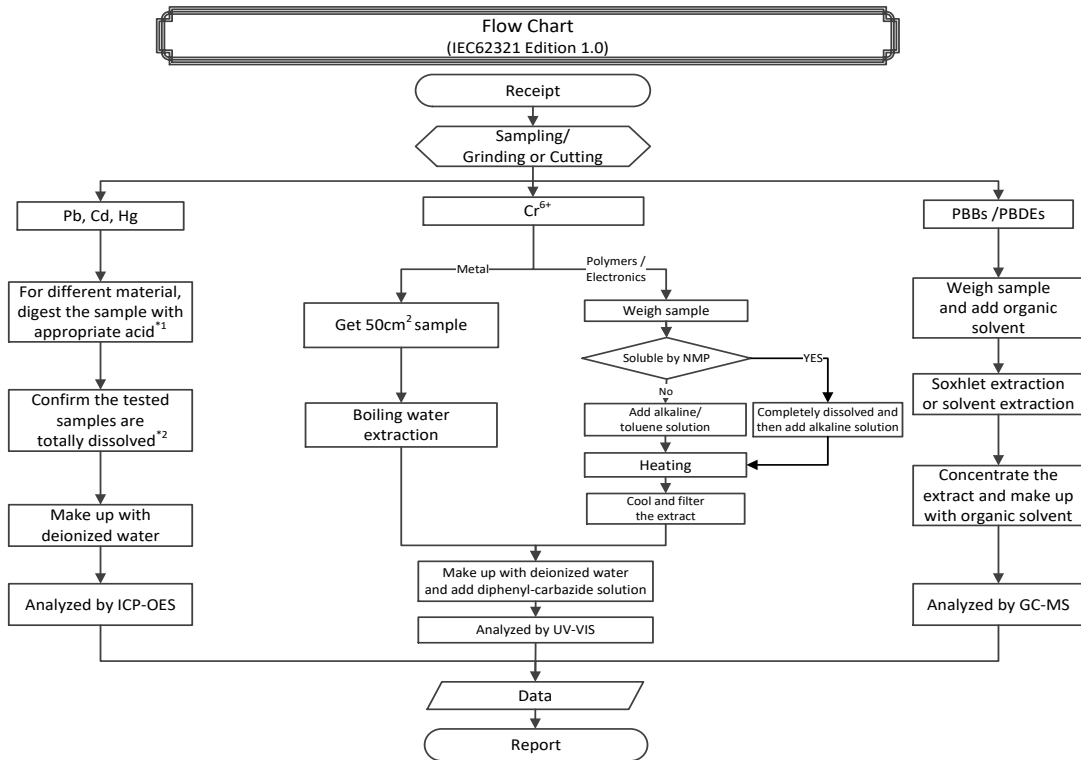 Flow Chart
(IEC62321 Edition 1.0)
Receipt
Sampling/
Grinding or Cutting
Pb, Cd, Hg
For different material,
digest the sample with
appropriate acid*1
Confirm the tested
samples are
totally dissolved*2
Make up with
deionized water
Analyzed by ICP-OES
Cr6+
Metal
Get 50cm2 sample
Boiling water
extraction
Polymers /
Electronics
Weigh sample
Soluble by NMP
YES
No
Add alkaline/
toluene solution
Completely dissolved and
then add alkaline solution
Heating
Cool and filter
the extract
Make up with deionized water
and add diphenyl-carbazide solution
Analyzed by UV-VIS
PBBs /PBDEs
Weigh sample
and add organic
solvent
Soxhlet extraction
or solvent extraction
Concentrate the
extract and make up
with organic solvent
Analyzed by GC-MS
Data
Report